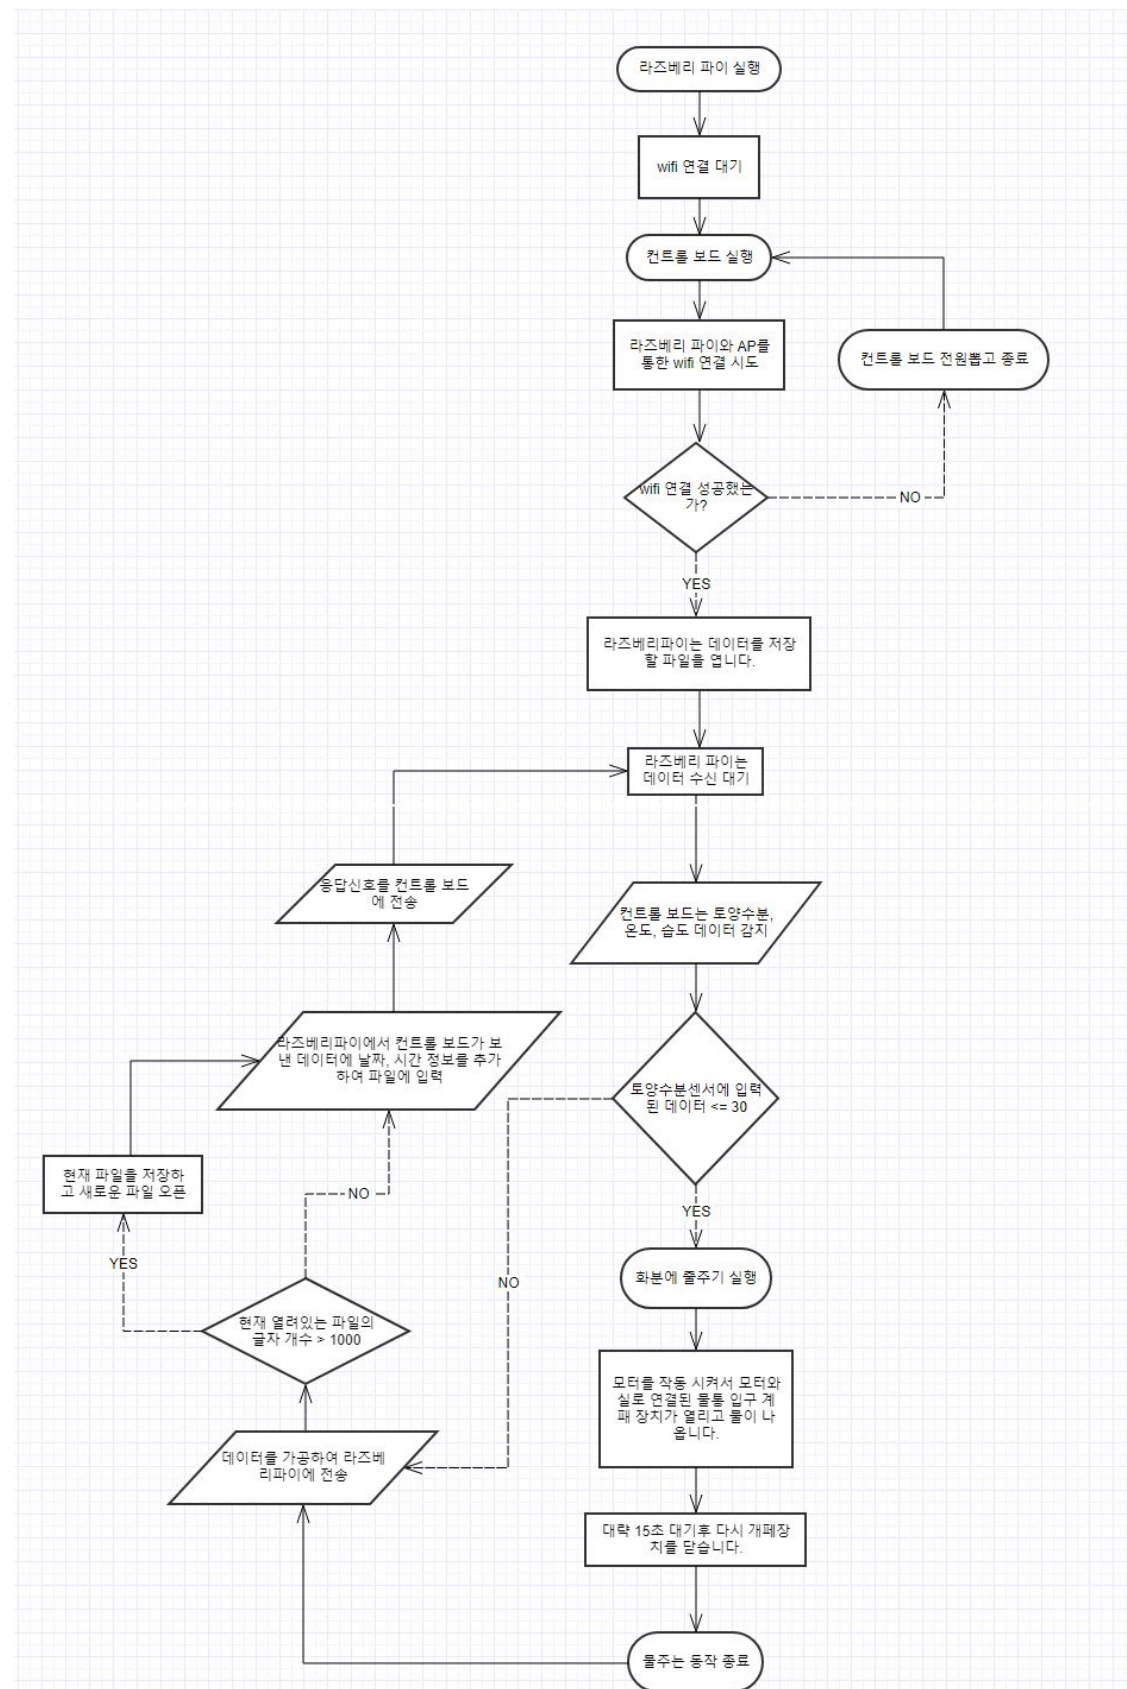 라즈베리 파이 실행
wifi 연결 대기
컨트롤 보드 실행
라즈베리 파이와 AP를
통한 wifi 연결 시도
컨트롤 보드 전원뽑고 종료
wifi 연결 성공했는
가?
NO
YES
라즈베리파이는 데이터를 저장
할 파일을 엽니다.
라즈베리 파이는
데이터 수신 대기
응답신호를 컨트롤 보드
에 전송
컨트롤 보드는 토양수분,
온도, 습도 데이터 감지
라즈베리파이에서 컨트롤 보드가 보
낸 데이터에 날짜, 시간 정보를 추가
하여 파일에 입력
토양수분센서에 입력
된 데이터 <= 30
현재 파일을 저장하
고 새로운 파일 오픈
NO
YES
YES
NO
화분에 물주기 실행
현재 열려있는 파일의
글자 개수 > 1000
모터를 작동 시켜서 모터와
실로 연결된 물통 입구 계
패 장치가 열리고 물이 나
옵니다.
데이터를 가공하여 라즈베
리파이에 전송
대략 15초 대기후 다시 개페장
치를 닫습니다.
물주는 동작 종료